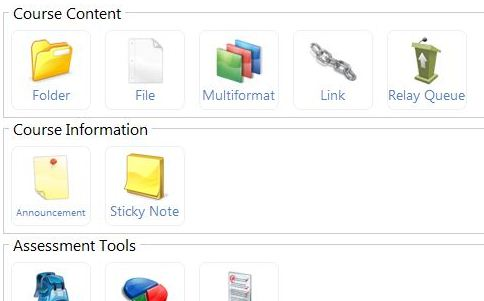 Course Content
Folder File Multiformat Link Relay Queue
Course Information
Announcement Sticky Note
Assessment Tools